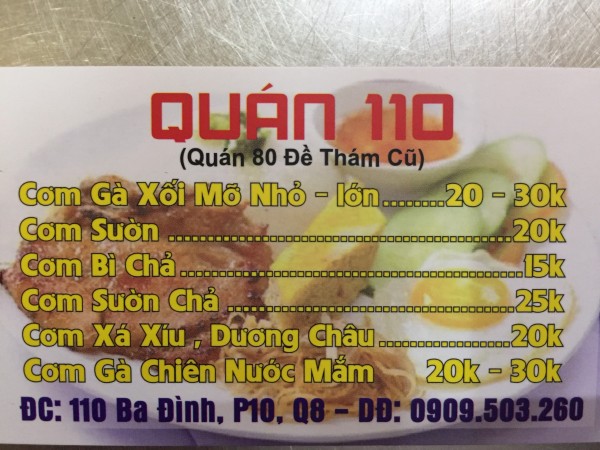 QUÁN 110
(Quán 80 Đề Thám Cũ)
Cơm Gà Xối Mỡ Nhỏ - lớn........20 - 30k
Cơm Sườn ........................................20k
Cơm Bì Chả........................................15k
Cơm Sườn Chả .................................25k
Cơm Xá Xíu , Dương Châu...............20k
Cơm Gà Chiên Nước Mắm 20k - 30k
ĐC: 110 Ba Đình, P10, Q8 - DĐ: 0909.503.260